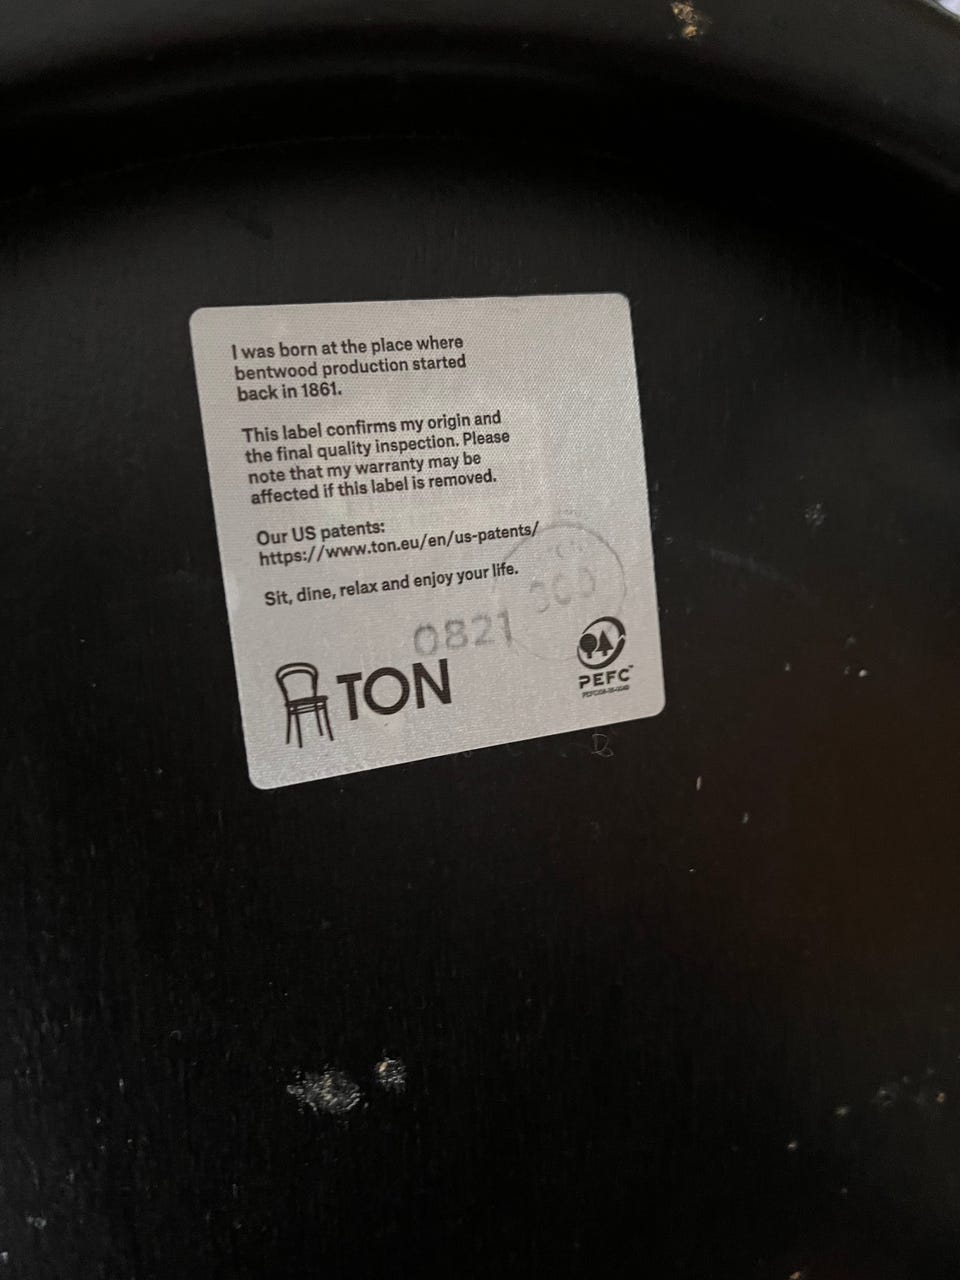 I was born at the place where
bentwood production started
back in 1861.
This label confirms my origin and
the final quality inspection. Please
note that my warranty may be
affected if this label is removed.
Our US patents:
https://www.ton.eu/en/us-patents/
Sit, dine, relax and enjoy your life.
0821
TON
PEFC™